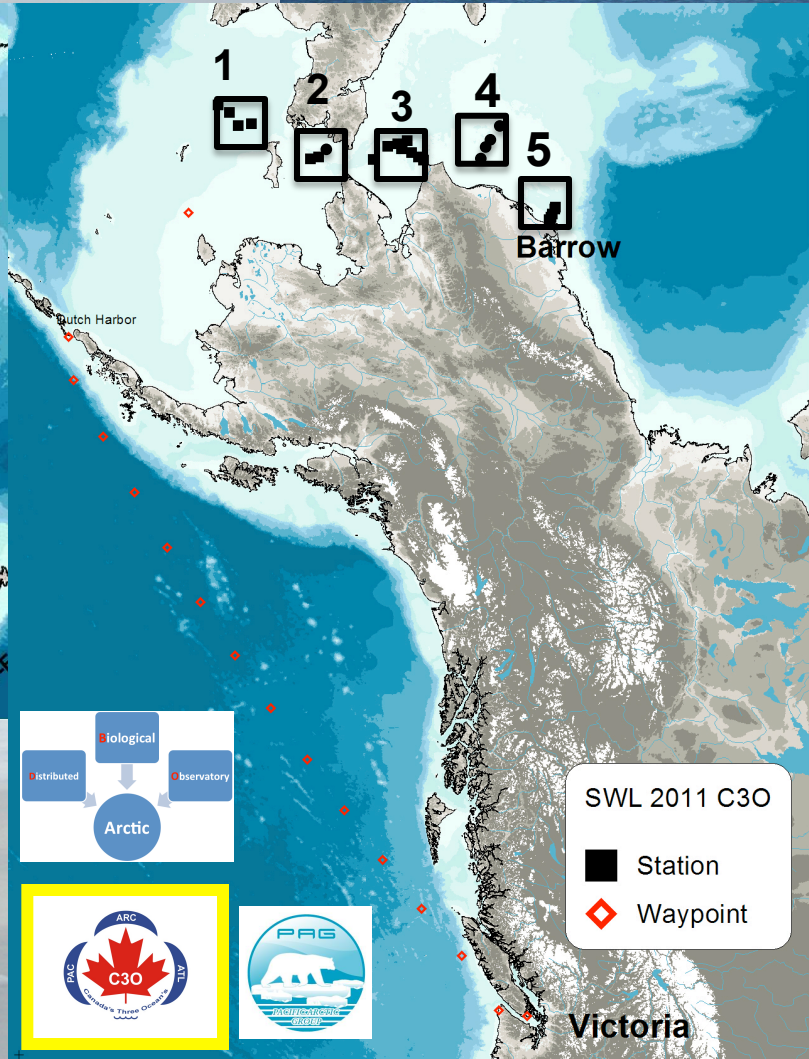 1
2
3
4
5
Barrow
Dutch Harbor
Biological
Distributed
Observatory
Arctic
SWL 2011 C3O
Station
Waypoint
ARC
PAC
ATL
C3O
Canada's Three Oceans
PAG
PACIFIC ARCTIC
GROUP
Victoria